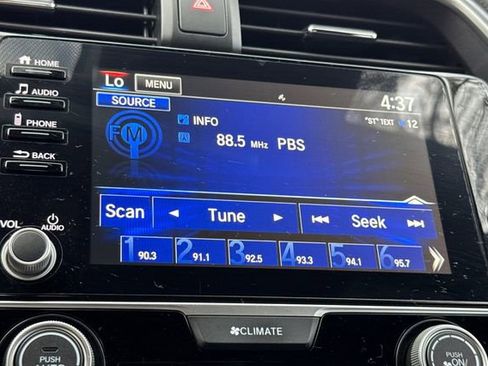 HOME
AUDIO
PHONE
BACK
VOL AUDIO
Lo MENU
4:37
SOURCE
"ST" TEXT 12
FM
INFO
88.5 MHz PBS
Scan Tune Seek
1 90.3 2 91.1 3 92.5 4 93.3 5 94.1 6 95.7
CLIMATE
PUSH
AUTO
PUSH
ON/